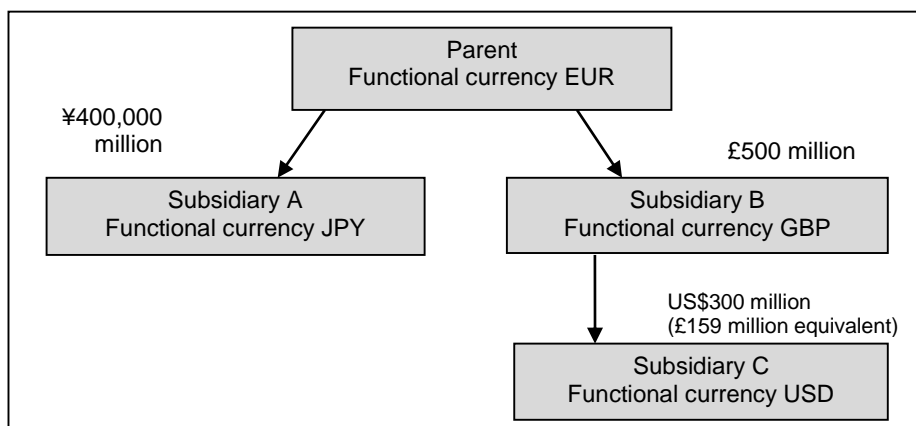 Parent
Functional currency EUR
¥400,000
million
£500 million
Subsidiary A
Functional currency JPY
Subsidiary B
Functional currency GBP
US$300 million
(£159 million equivalent)
Subsidiary C
Functional currency USD